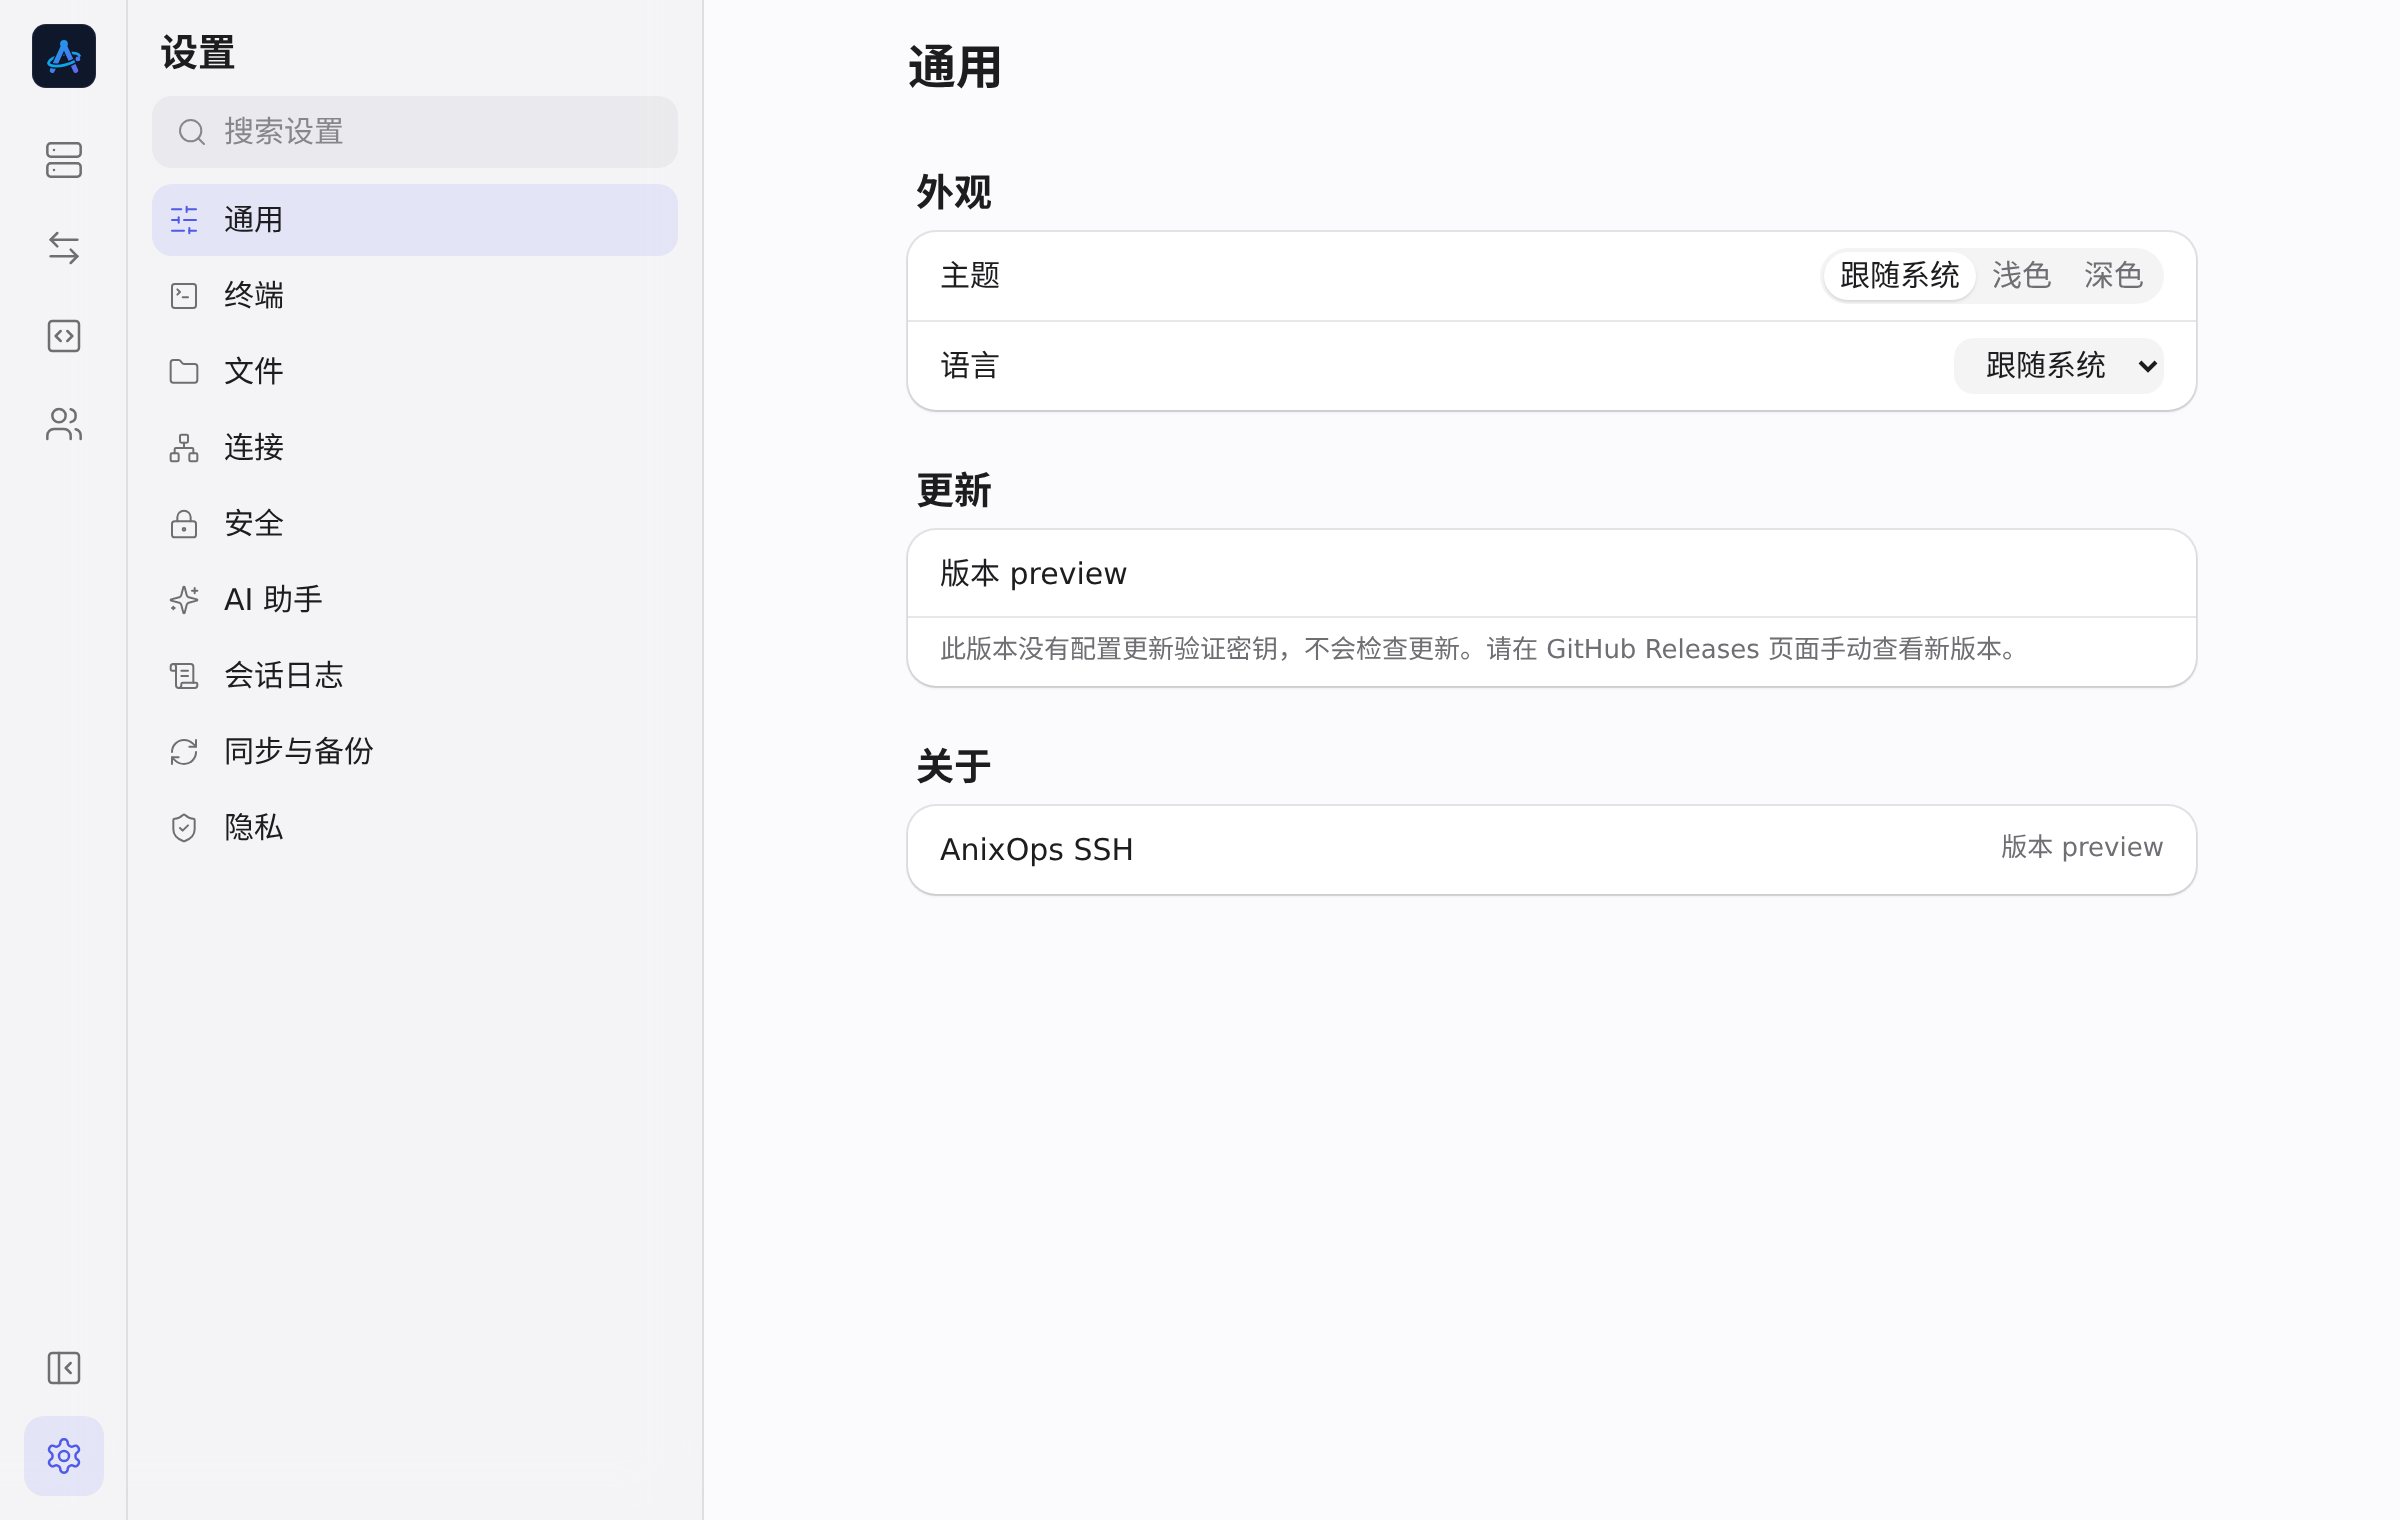 设置
搜索设置
通用
终端
文件
连接
安全
AI 助手
会话日志
同步与备份
隐私
通用
外观
主题 跟随系统 浅色 深色
语言 跟随系统
更新
版本 preview
此版本没有配置更新验证密钥，不会检查更新。请在 GitHub Releases 页面手动查看新版本。
关于
AnixOps SSH 版本 preview